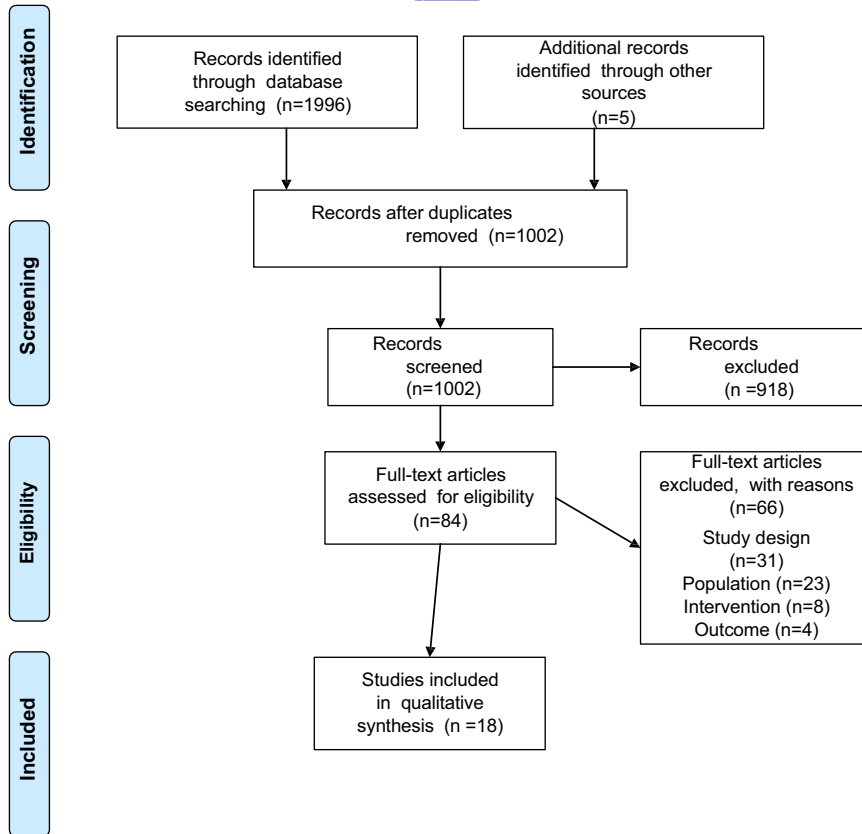 Identification
Records identified
through database
searching (n=1996)
Additional records
identified through other
sources
(n=5)
Records after duplicates
removed (n=1002)
Screening
Records
screened
(n=1002)
Records
excluded
(n =918)
Eligibility
Full-text articles
assessed for eligibility
(n=84)
Full-text articles
excluded, with reasons
(n=66)
Study design
(n=31)
Population (n=23)
Intervention (n=8)
Outcome (n=4)
Included
Studies included
in qualitative
synthesis (n =18)